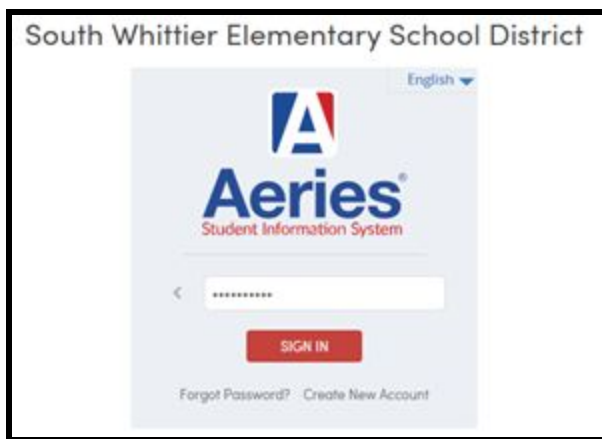 South Whittier Elementary School District
English
A
Aeries®
Student Information System
••••••••••
SIGN IN
Forgot Password? Create New Account